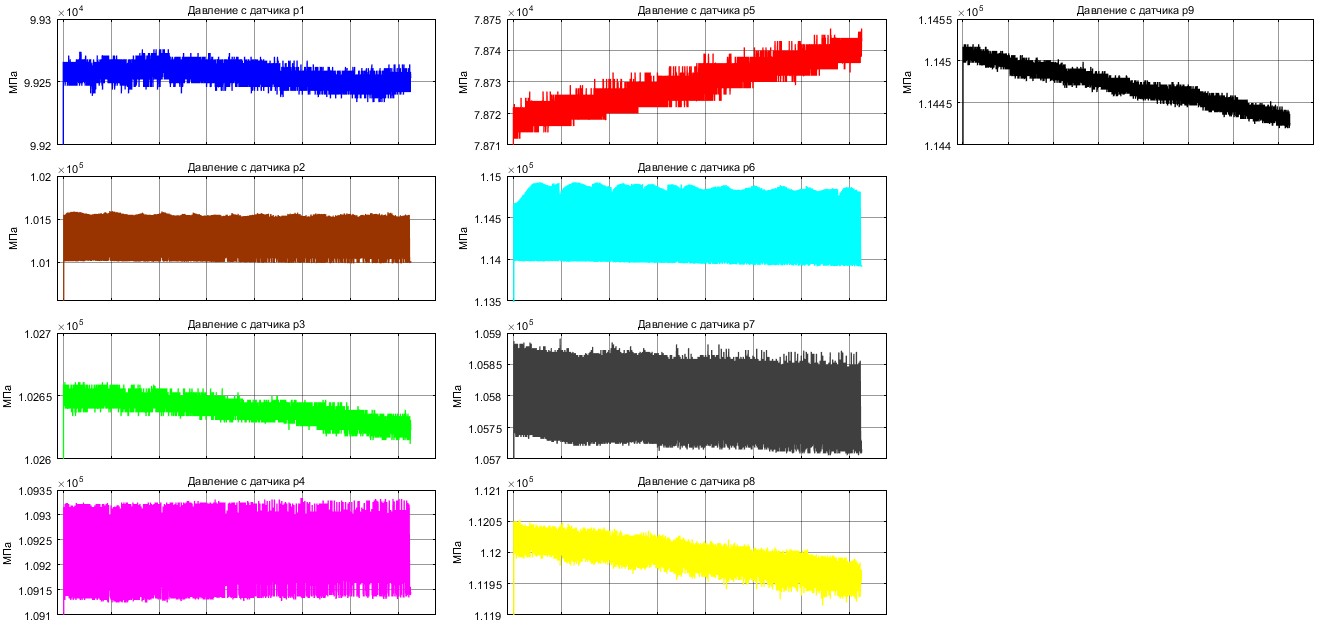 Давление с датчика p1
×10⁴
МПа
9.93
9.925
9.92
Давление с датчика p2
×10⁵
МПа
1.02
1.015
1.01
Давление с датчика p3
×10⁵
МПа
1.027
1.0265
1.026
Давление с датчика p4
×10⁵
МПа
1.0935
1.093
1.0925
1.092
1.0915
1.091
Давление с датчика p5
×10⁴
МПа
7.875
7.874
7.873
7.872
7.871
Давление с датчика p6
×10⁵
МПа
1.15
1.145
1.14
1.135
Давление с датчика p7
×10⁵
МПа
1.059
1.0585
1.058
1.0575
1.057
Давление с датчика p8
×10⁵
МПа
1.121
1.1205
1.12
1.1195
1.119
Давление с датчика p9
×10⁵
МПа
1.1455
1.145
1.1445
1.144